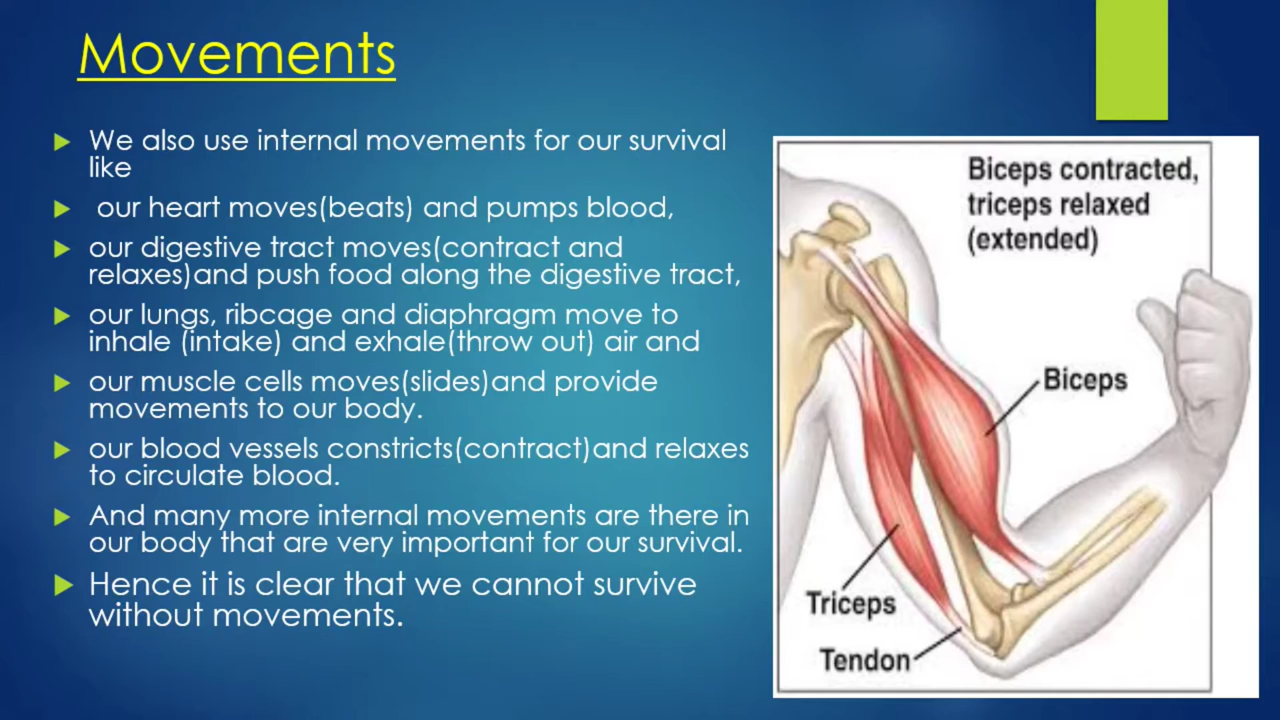 Movements
We also use internal movements for our survival
like
our heart moves(beats) and pumps blood,
our digestive tract moves(contract and
relaxes)and push food along the digestive tract,
our lungs, ribcage and diaphragm move to
inhale (intake) and exhale(throw out) air and
our muscle cells moves(slides)and provide
movements to our body.
our blood vessels constricts(contract)and relaxes
to circulate blood.
And many more internal movements are there in
our body that are very important for our survival.
Hence it is clear that we cannot survive
without movements.
Biceps contracted,
triceps relaxed
(extended)
Biceps
Triceps
Tendon